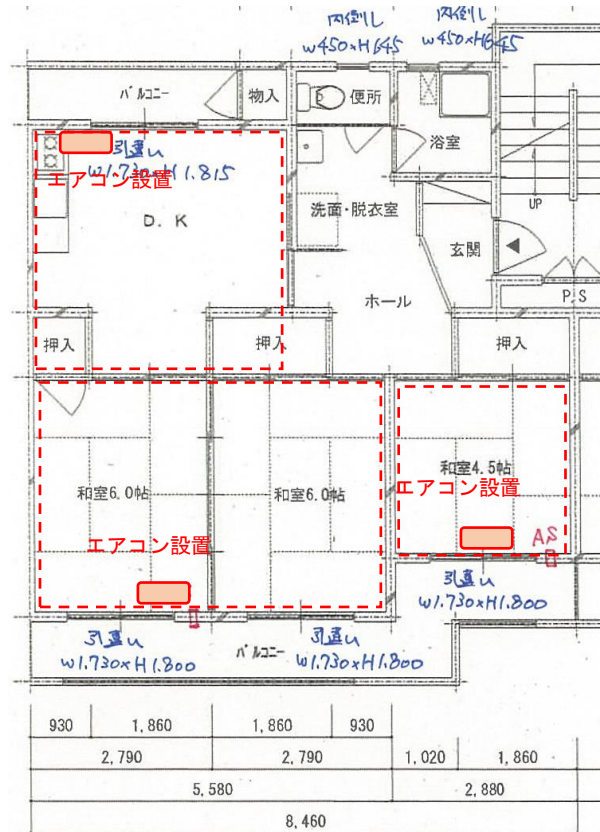 内倒し
W450×H645
内倒し
W450×H645
バルコニー
物入
便所
浴室
引違い
W1.730×H1.815
エアコン設置
D.K
洗面・脱衣室
UP
玄関
ホール
P.S
押入
押入
押入
和室6.0帖
和室6.0帖
和室4.5帖
エアコン設置
エアコン設置
AS
引違い
W1.730×H1.800
引違い
W1.730×H1.800
引違い
W1.730×H1.800
バルコニー
930
1,860
1,860
930
2,790
2,790
1,020
1,860
5,580
2,880
8,460